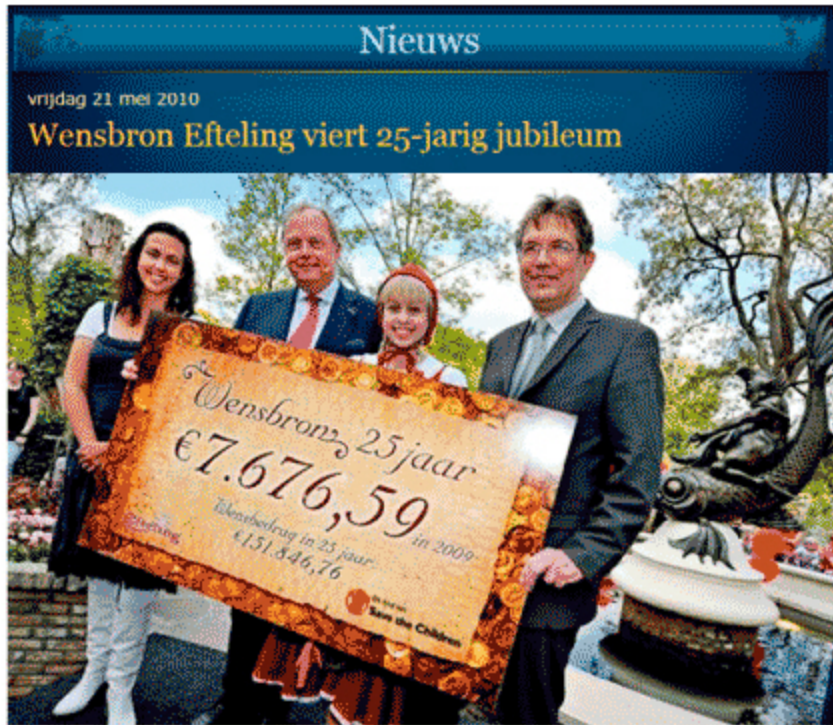 Nieuws
vrijdag 21 mei 2010
Wensbron Efteling viert 25-jarig jubileum
Wensbron 25 jaar
€7.676,59 in 2009
Wensbedrag in 25 jaar
€151.846,76
Efteling
Save the Children